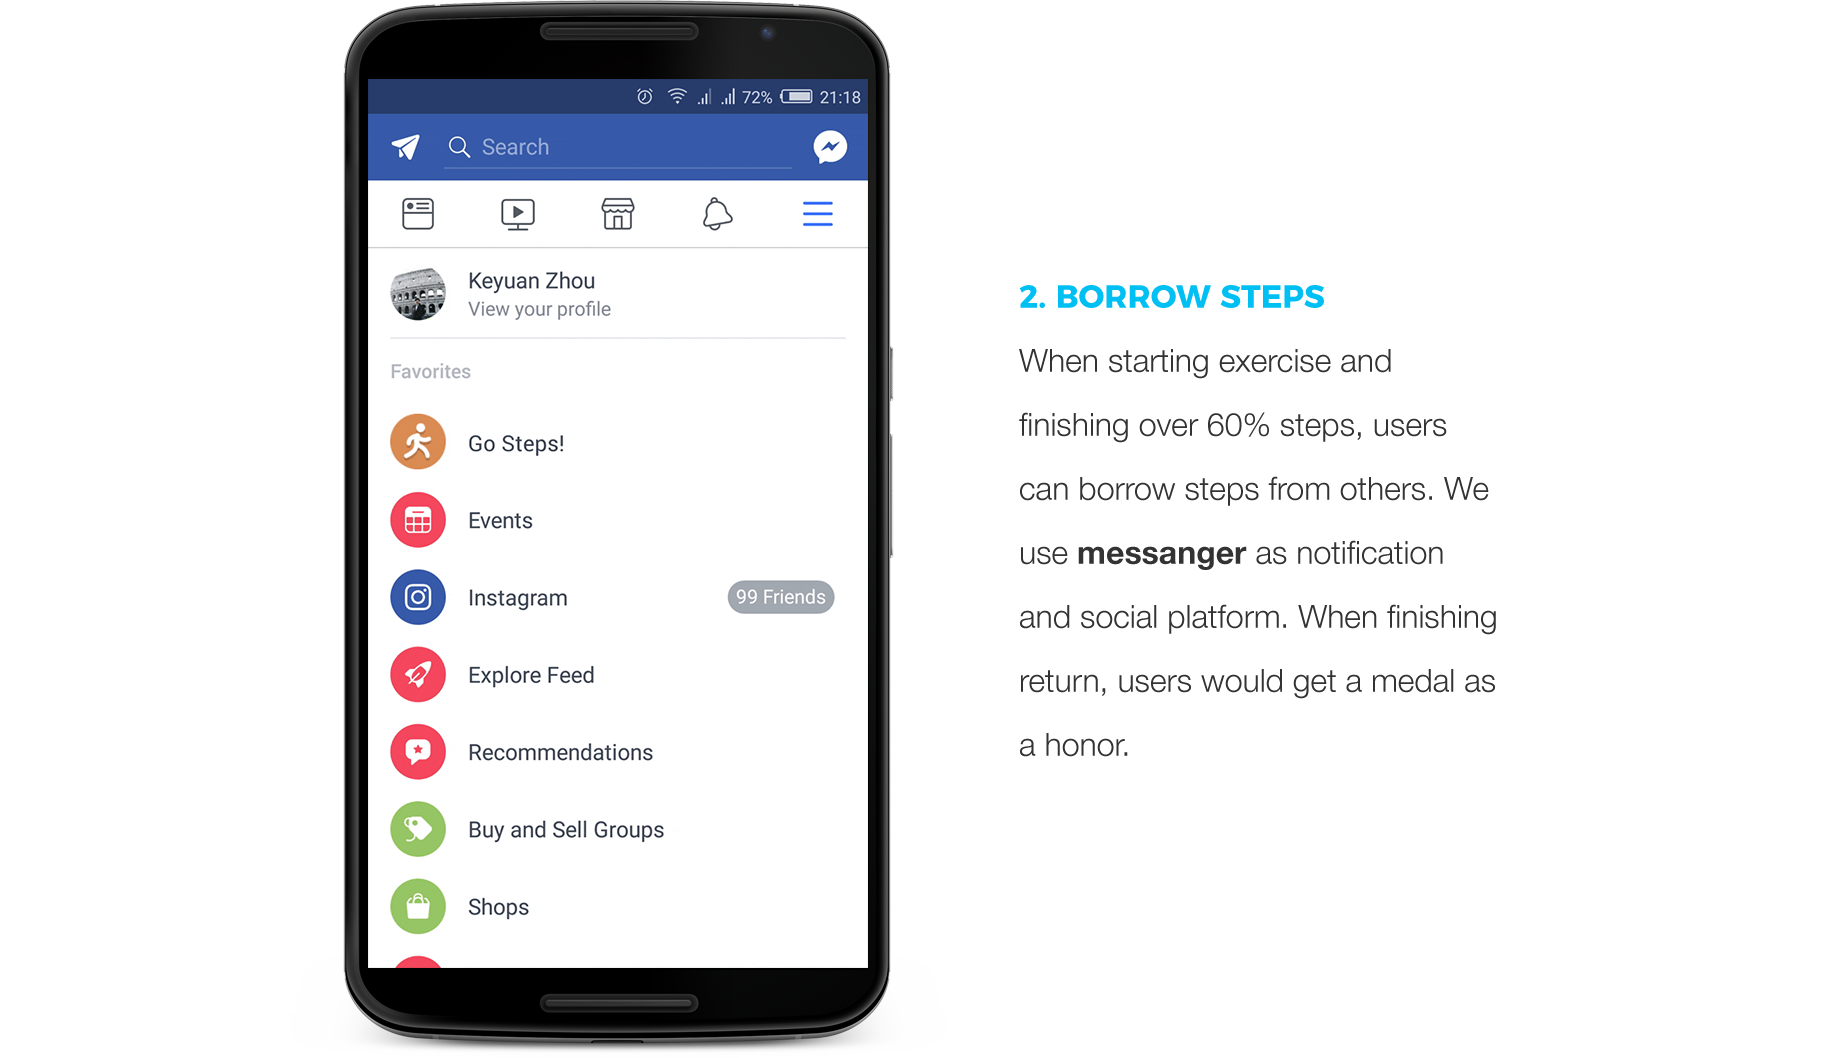 72% 21:18
Search
Keyuan Zhou
View your profile
Favorites
Go Steps!
Events
Instagram 99 Friends
Explore Feed
Recommendations
Buy and Sell Groups
Shops
2. BORROW STEPS
When starting exercise and
finishing over 60% steps, users
can borrow steps from others. We
use messanger as notification
and social platform. When finishing
return, users would get a medal as
a honor.